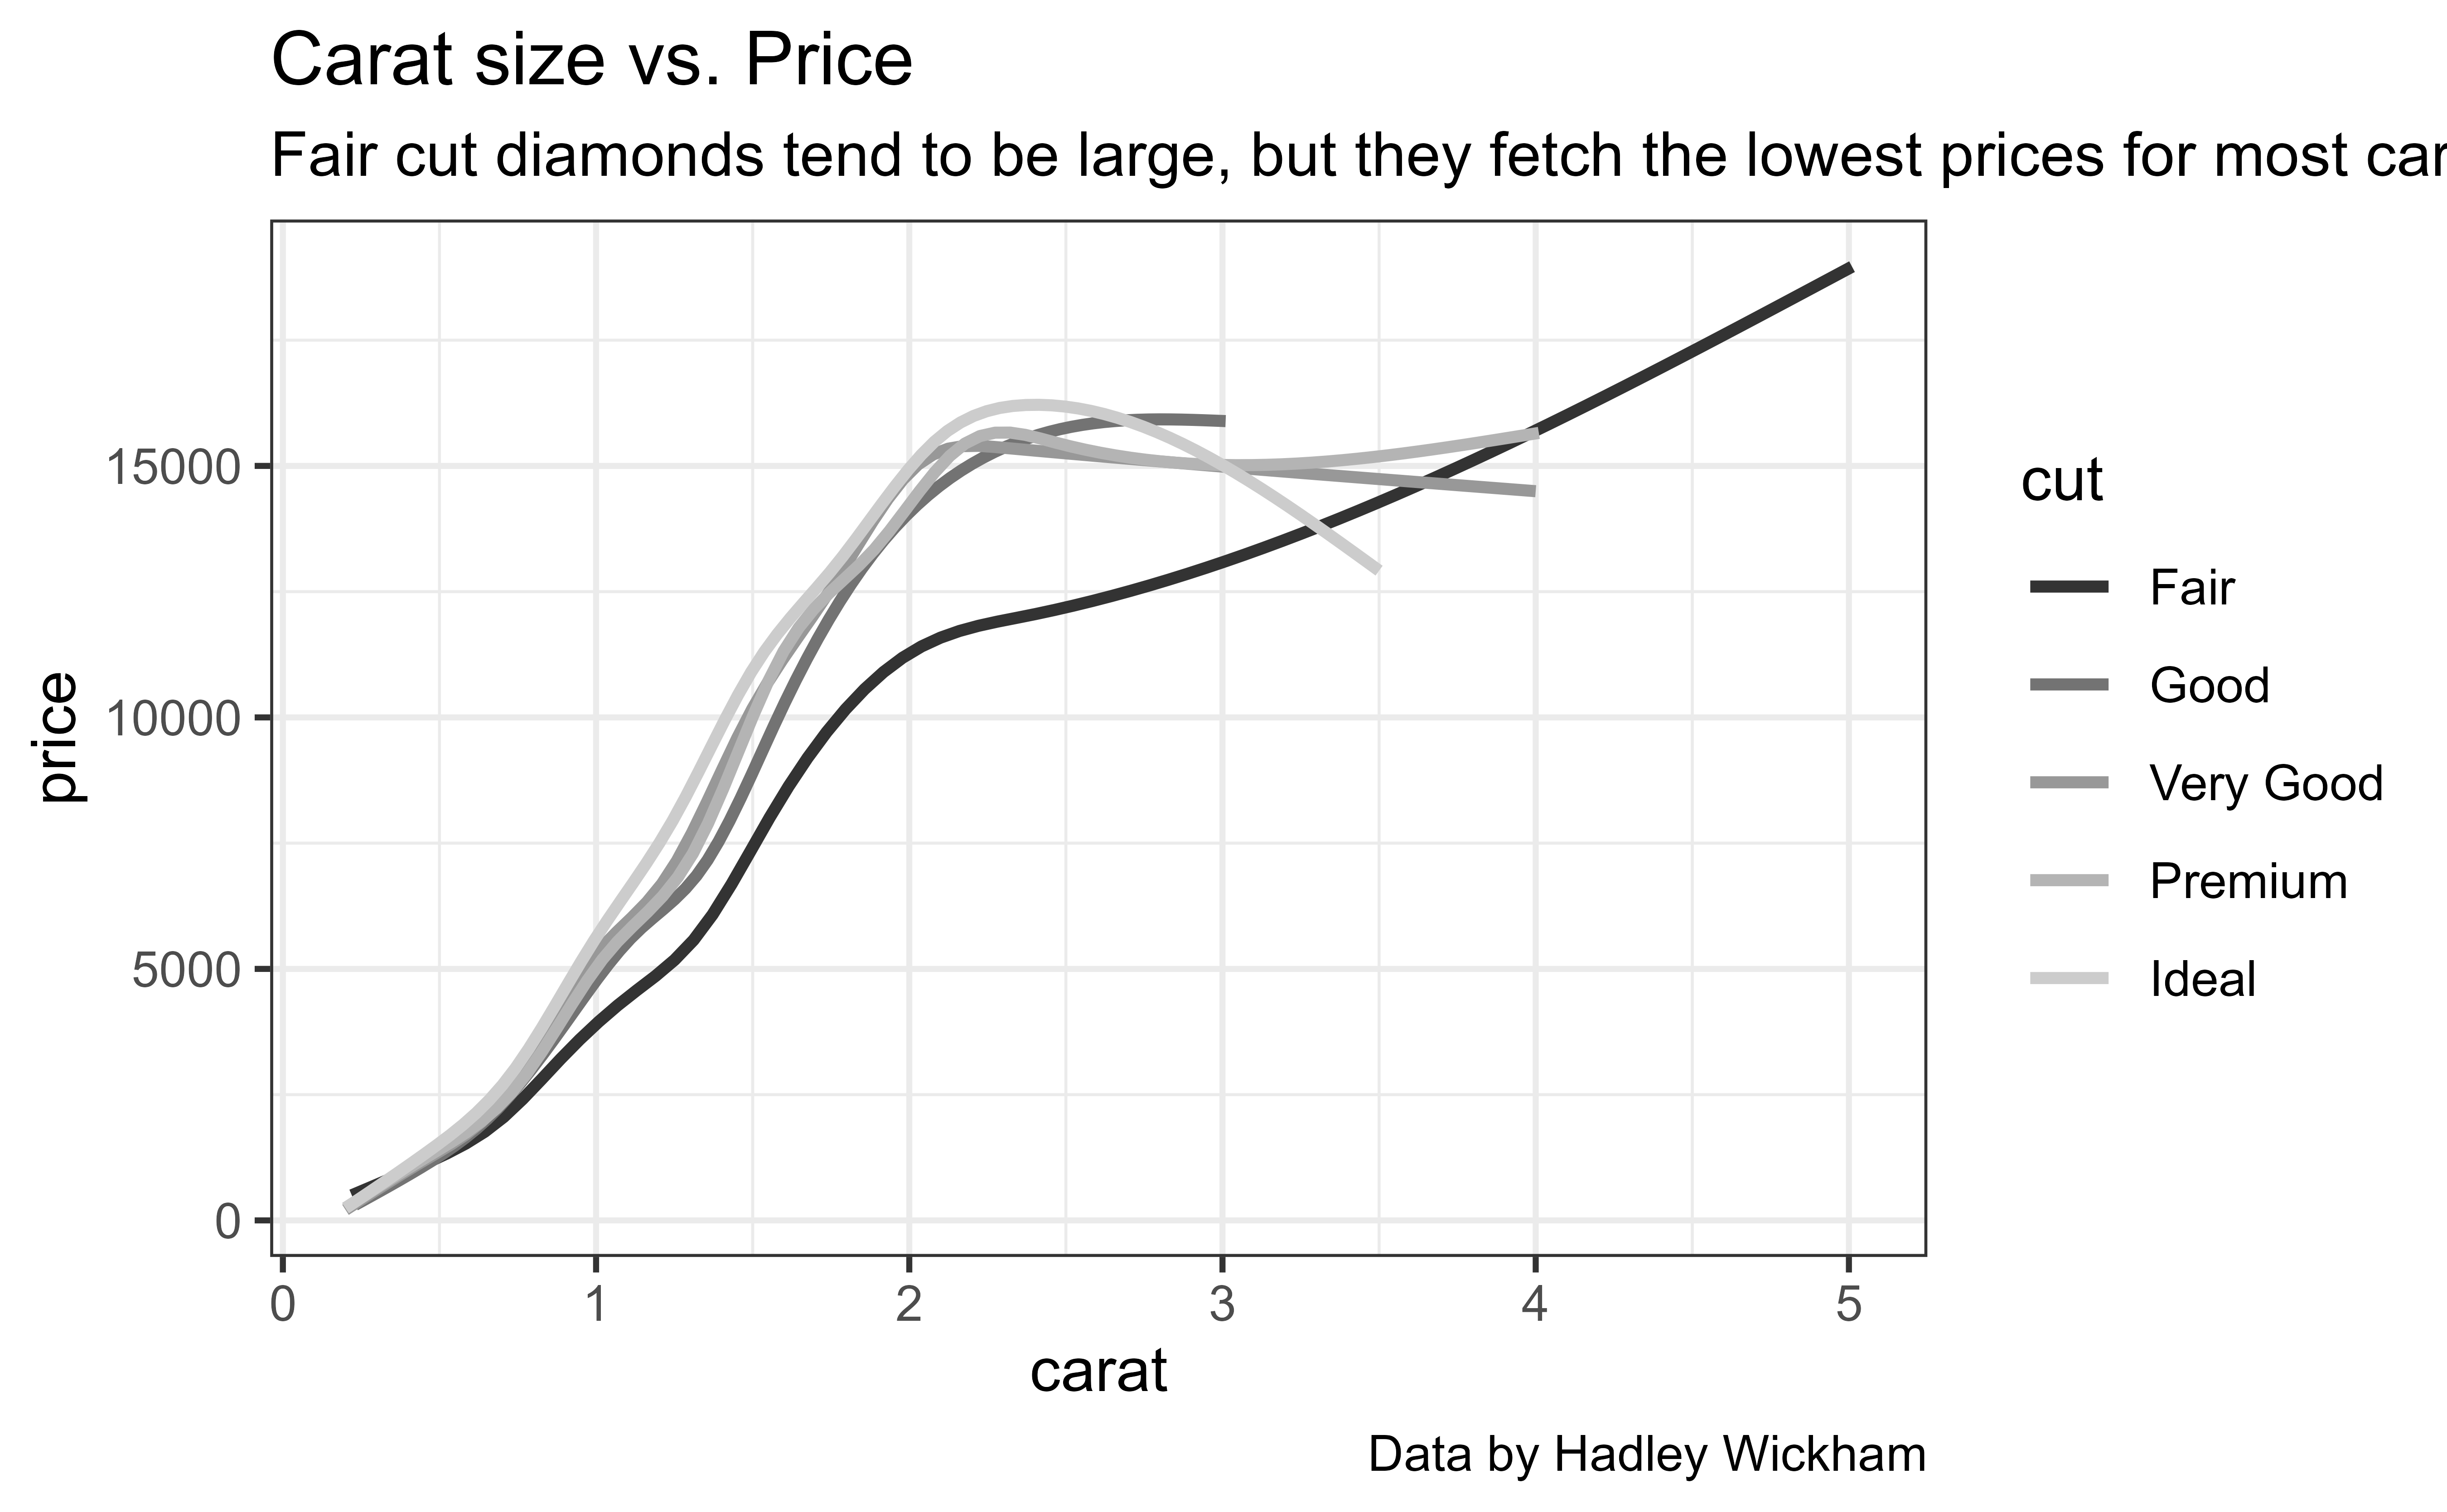 Carat size vs. Price
Fair cut diamonds tend to be large, but they fetch the lowest prices for most car
15000
10000
5000
0
price
0 1 2 3 4 5
carat
cut
Fair
Good
Very Good
Premium
Ideal
Data by Hadley Wickham